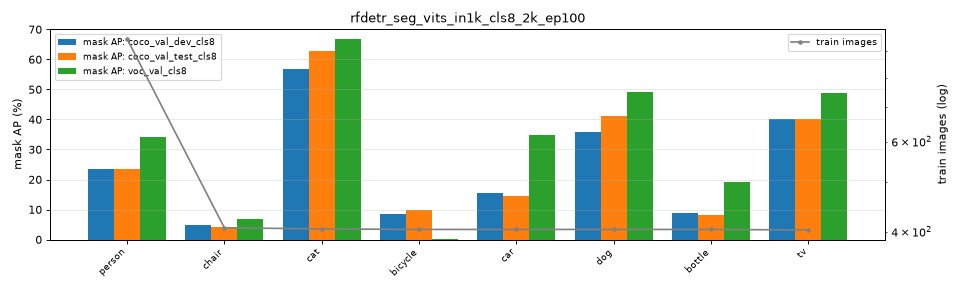 rfdetr_seg_vits_in1k_cls8_2k_ep100
mask AP: coco_val_dev_cls8
mask AP: coco_val_test_cls8
mask AP: voc_val_cls8
train images
mask AP (%)
70
60
50
40
30
20
10
0
person
chair
cat
bicycle
car
dog
bottle
tv
6 × 10²
4 × 10²
train images (log)